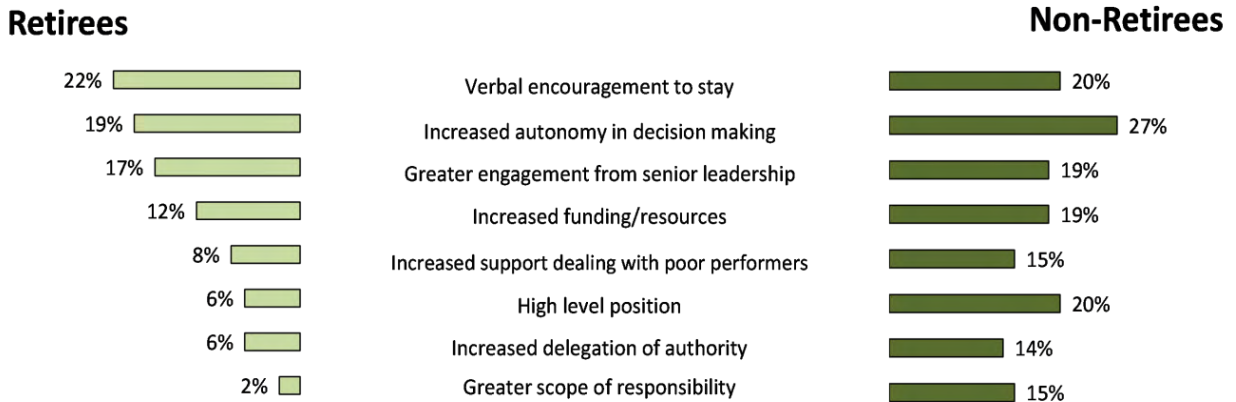 Retirees Non-Retirees
22% Verbal encouragement to stay 20%
19% Increased autonomy in decision making 27%
17% Greater engagement from senior leadership 19%
12% Increased funding/resources 19%
8% Increased support dealing with poor performers 15%
6% High level position 20%
6% Increased delegation of authority 14%
2% Greater scope of responsibility 15%